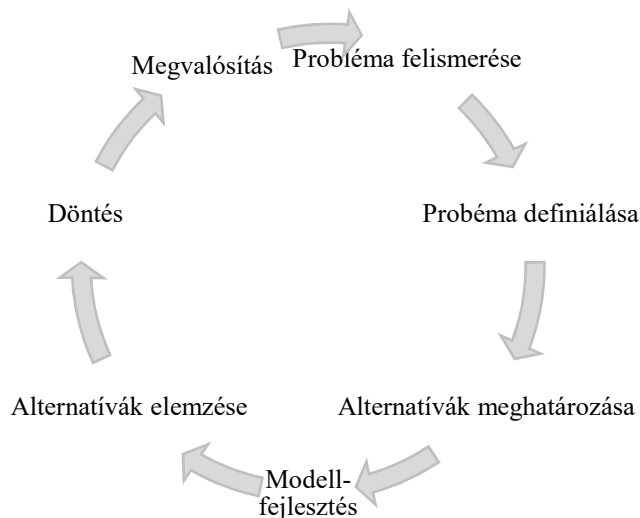 Probléma felismerése
Probéma definiálása
Alternatívák meghatározása
Modell-
fejlesztés
Alternatívák elemzése
Döntés
Megvalósítás